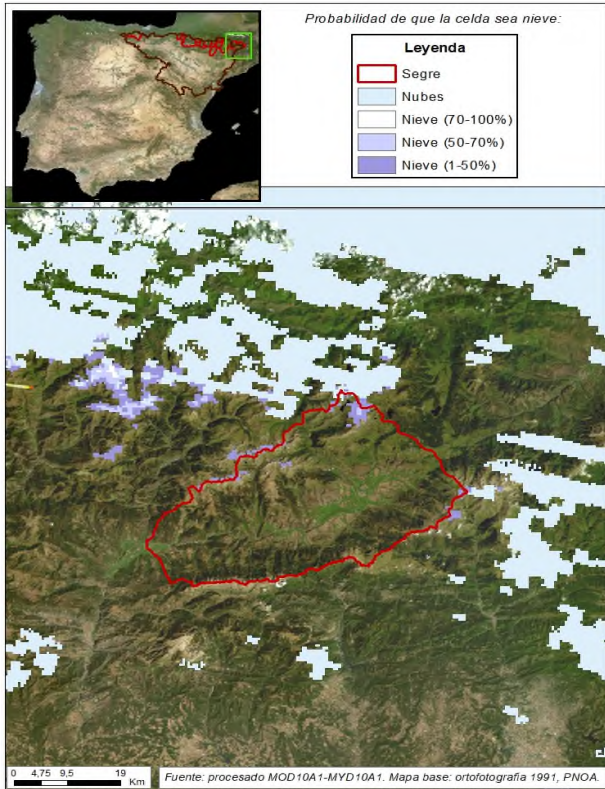 Probabilidad de que la celda sea nieve:
Leyenda
Segre
Nubes
Nieve (70-100%)
Nieve (50-70%)
Nieve (1-50%)
0 4,75 9,5 19
Km
Fuente: procesado MOD10A1-MYD10A1. Mapa base: ortofotografía 1991, PNOA.